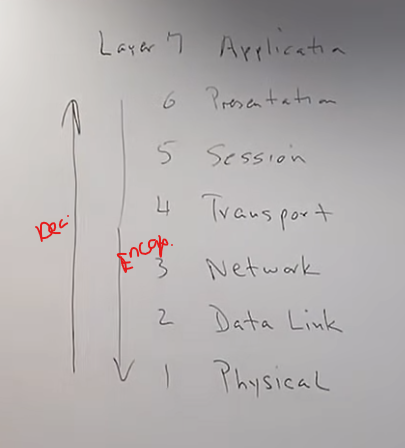 Layer 7 Application
6 Presentation
5 Session
4 Transport
Dec.
Encap.
3 Network
2 Data Link
1 Physical